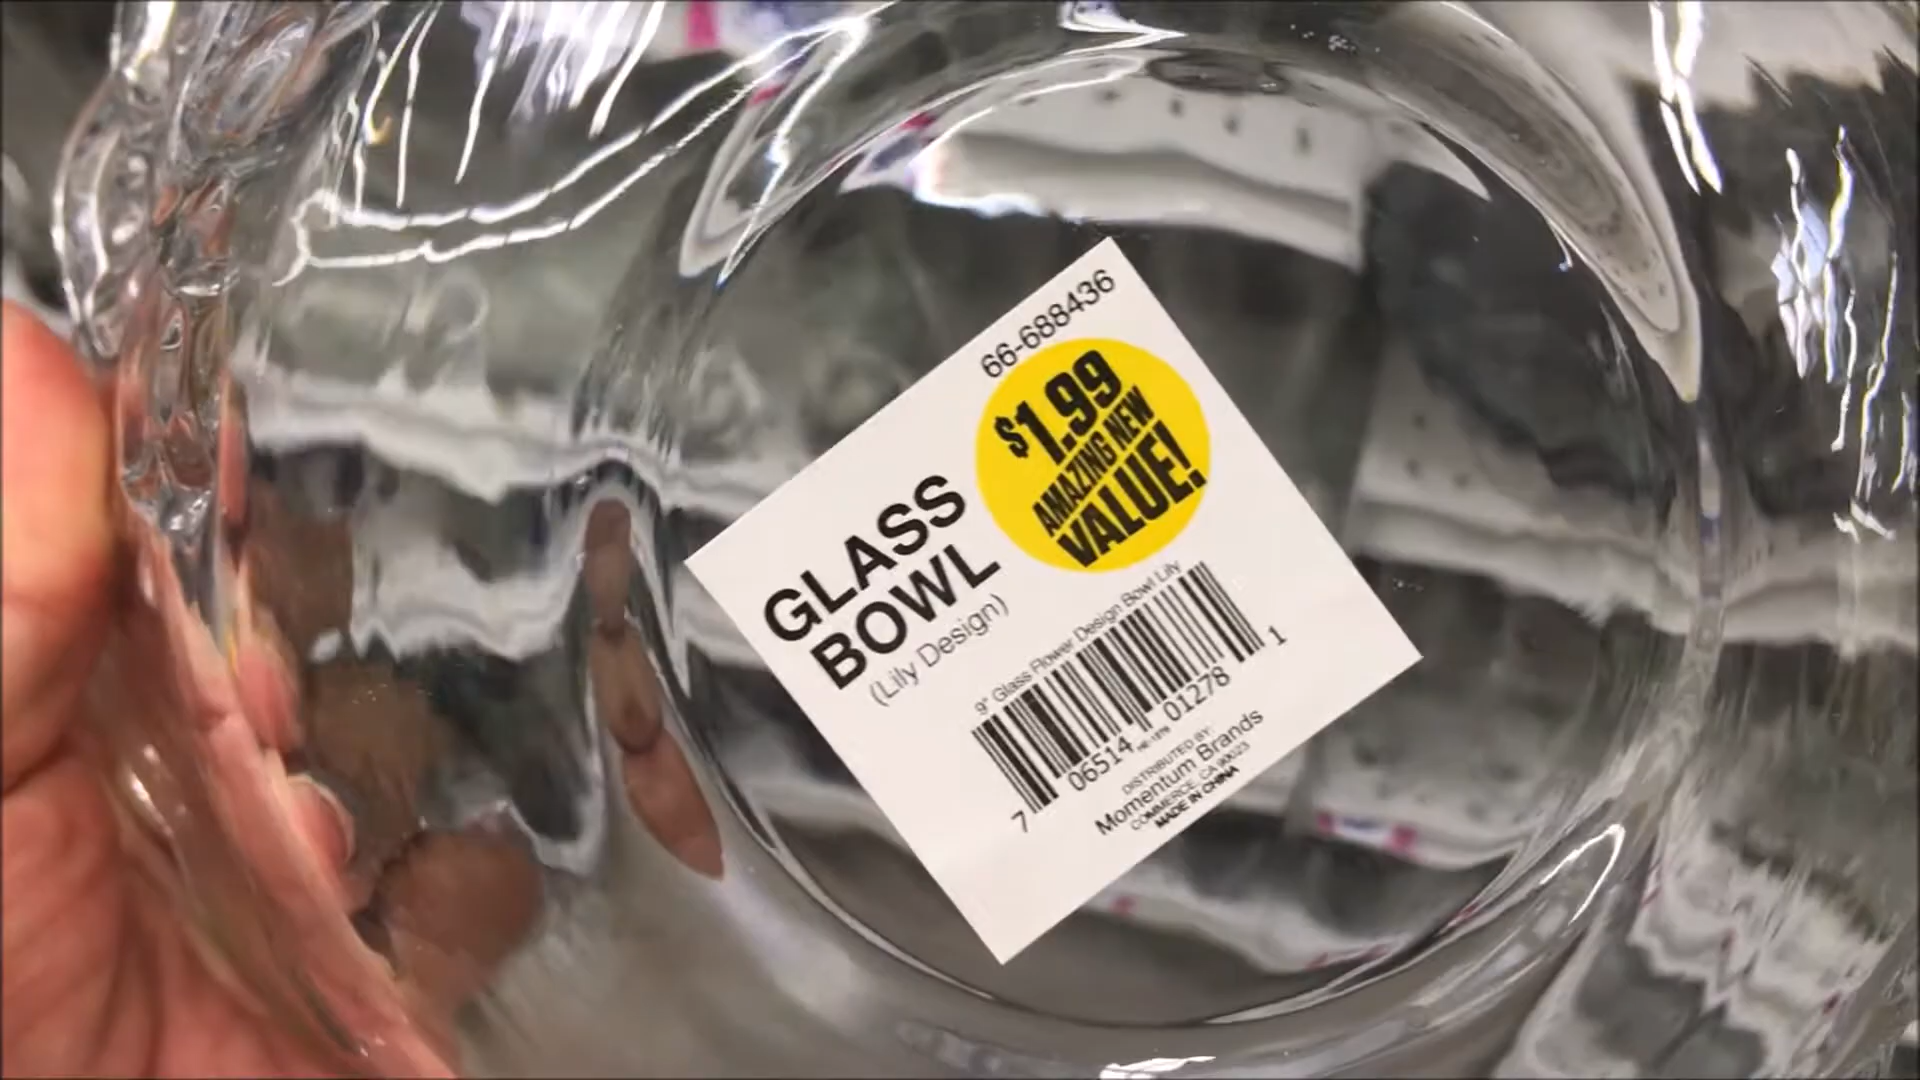 66-688436
$1.99
AMAZING NEW
VALUE!
GLASS
BOWL
(Lily Design)
9" Glass Flower Design Bowl Lily
7 06514 01278 1
DISTRIBUTED BY:
Momentum Brands
COMMERCE, CA 90023
MADE IN CHINA